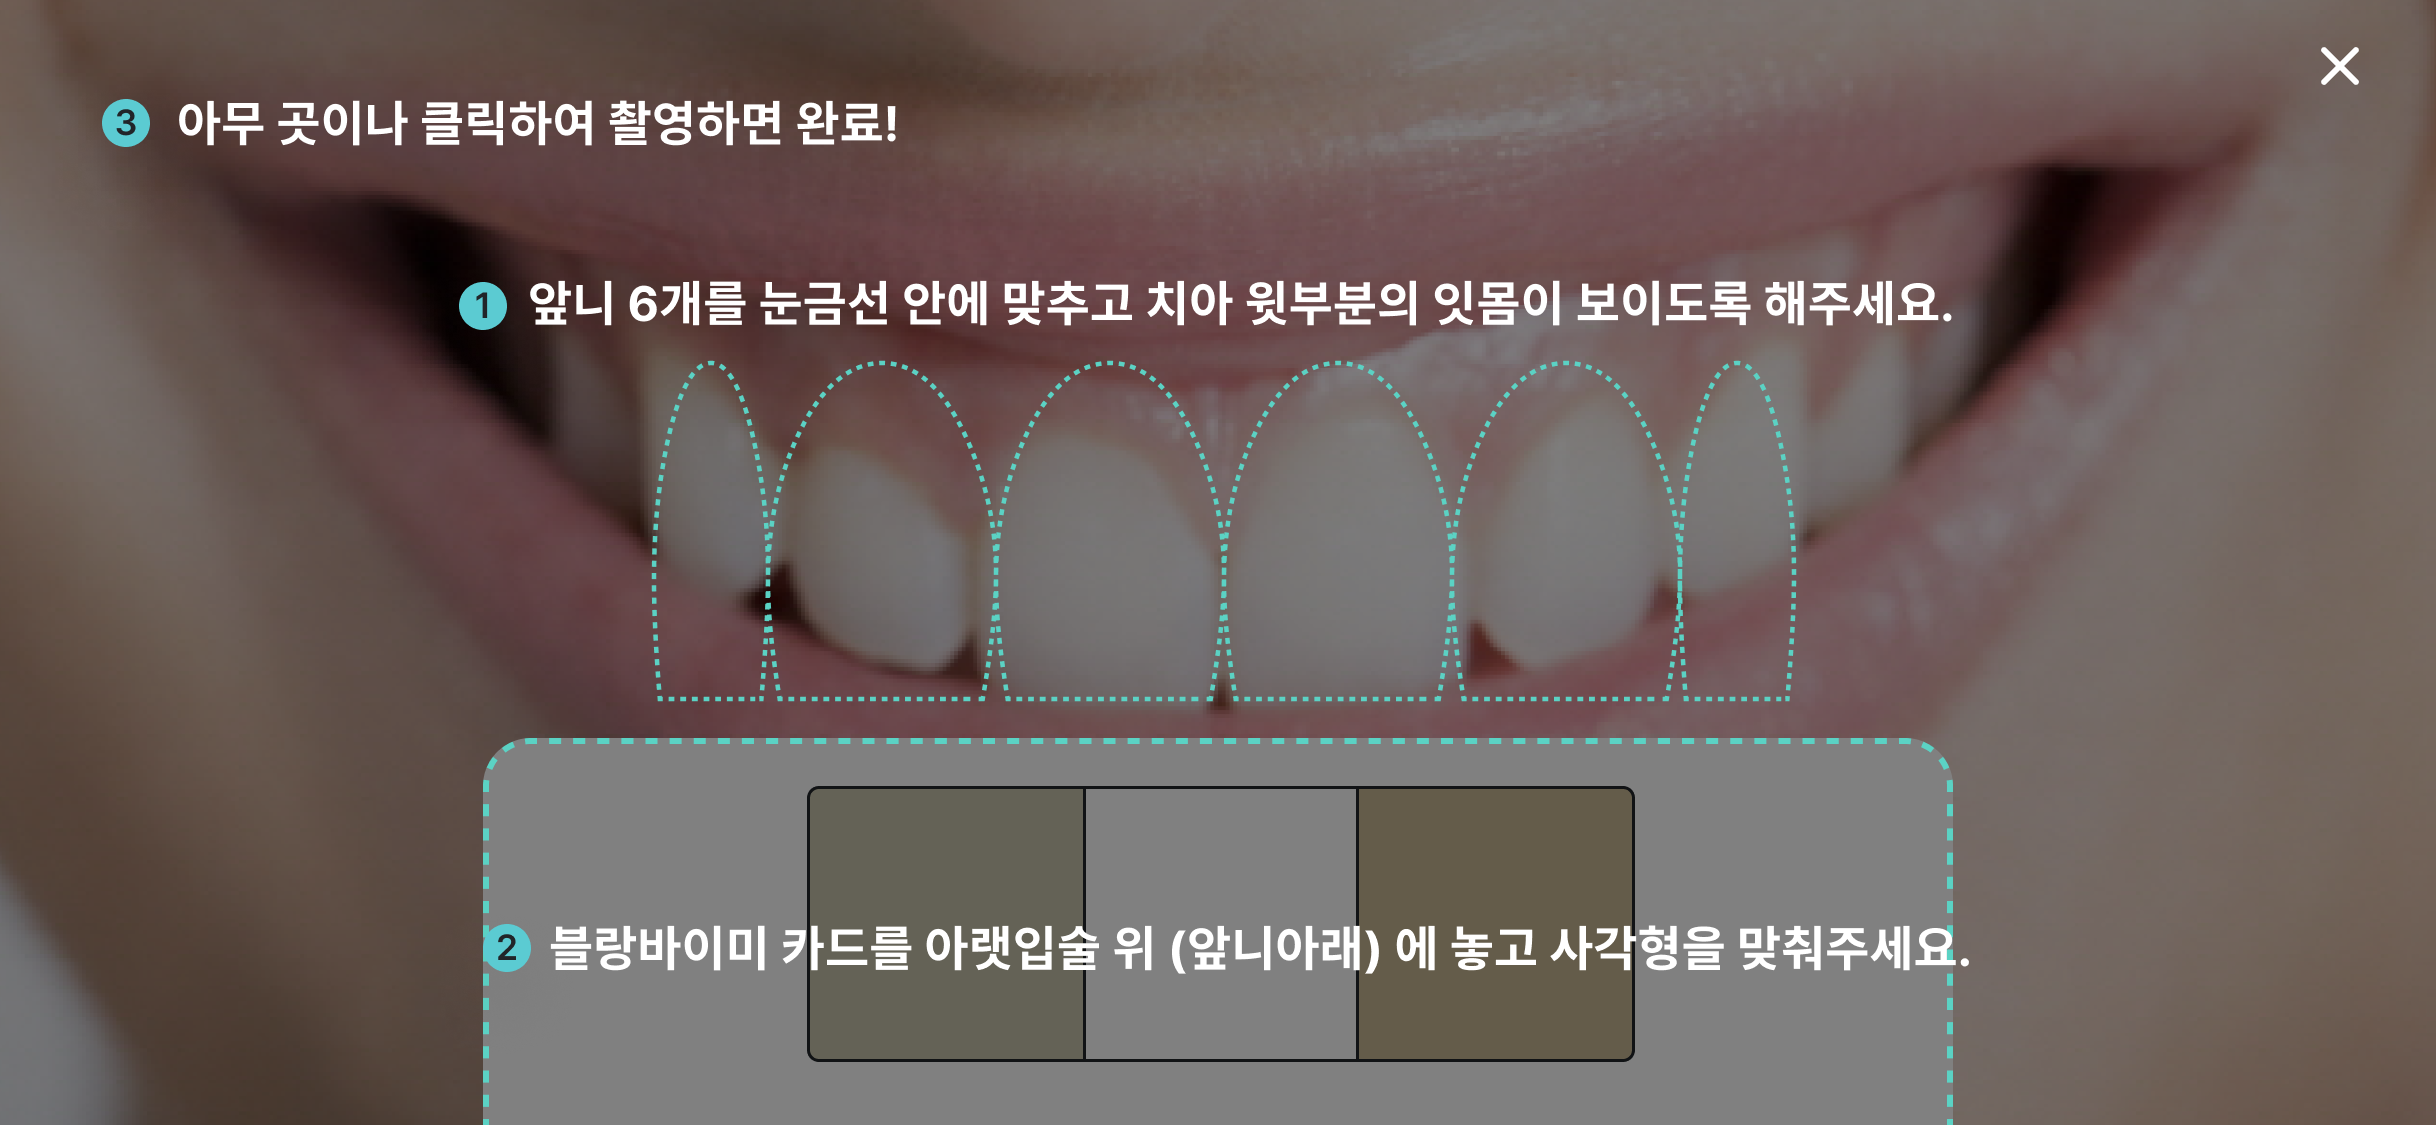 3 아무 곳이나 클릭하여 촬영하면 완료!
1 앞니 6개를 눈금선 안에 맞추고 치아 윗부분의 잇몸이 보이도록 해주세요.
2 블랑바이미 카드를 아랫입술 위 (앞니아래) 에 놓고 사각형을 맞춰주세요.